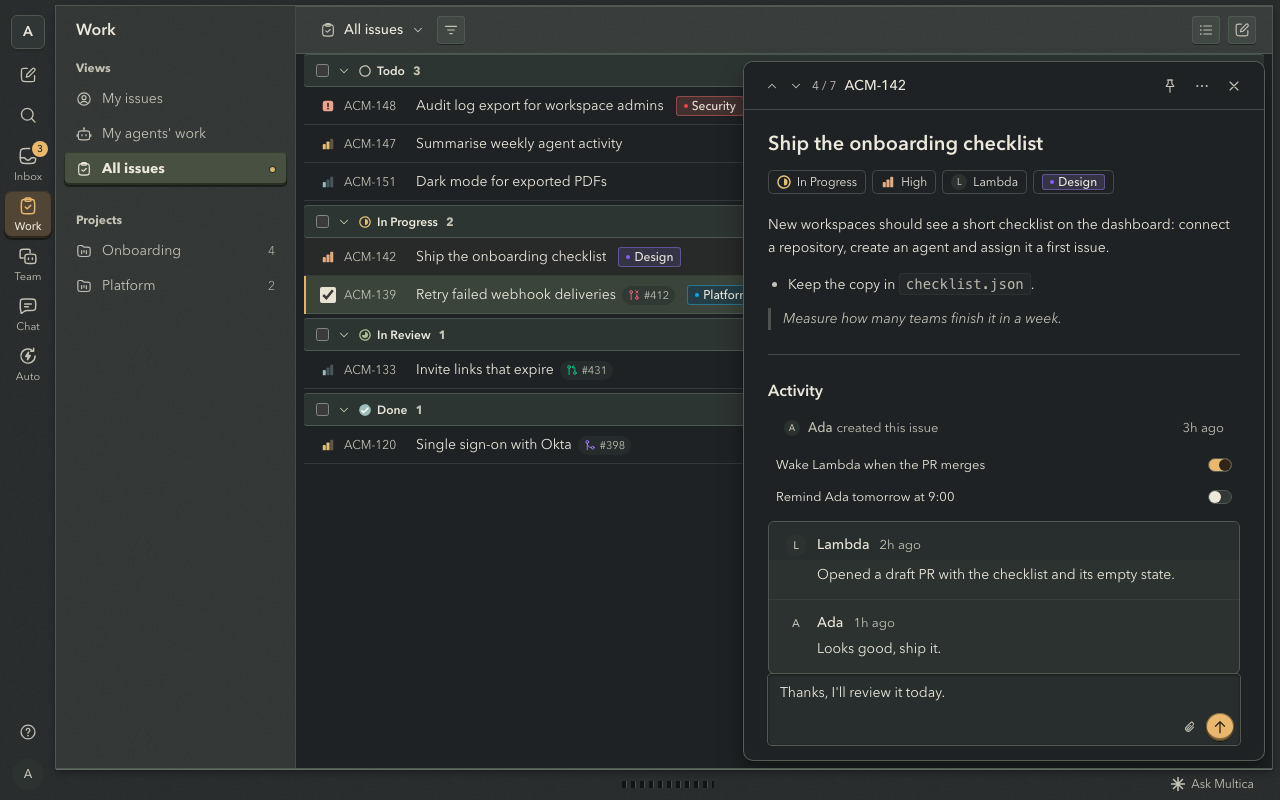 A
3
Inbox
Work
Team
Chat
Auto
A
Work
Views
My issues
My agents' work
All issues
Projects
Onboarding 4
Platform 2
All issues
Todo 3
ACM-148 Audit log export for workspace admins Security
ACM-147 Summarise weekly agent activity
ACM-151 Dark mode for exported PDFs
In Progress 2
ACM-142 Ship the onboarding checklist Design
ACM-139 Retry failed webhook deliveries #412
In Review 1
ACM-133 Invite links that expire #431
Done 1
ACM-120 Single sign-on with Okta #398
4 / 7 ACM-142
Ship the onboarding checklist
In Progress High L Lambda Design
New workspaces should see a short checklist on the dashboard: connect
a repository, create an agent and assign it a first issue.
• Keep the copy in checklist.json.
Measure how many teams finish it in a week.
Activity
A Ada created this issue 3h ago
Wake Lambda when the PR merges
Remind Ada tomorrow at 9:00
L Lambda 2h ago
Opened a draft PR with the checklist and its empty state.
A Ada 1h ago
Looks good, ship it.
Thanks, I'll review it today.
Ask Multica